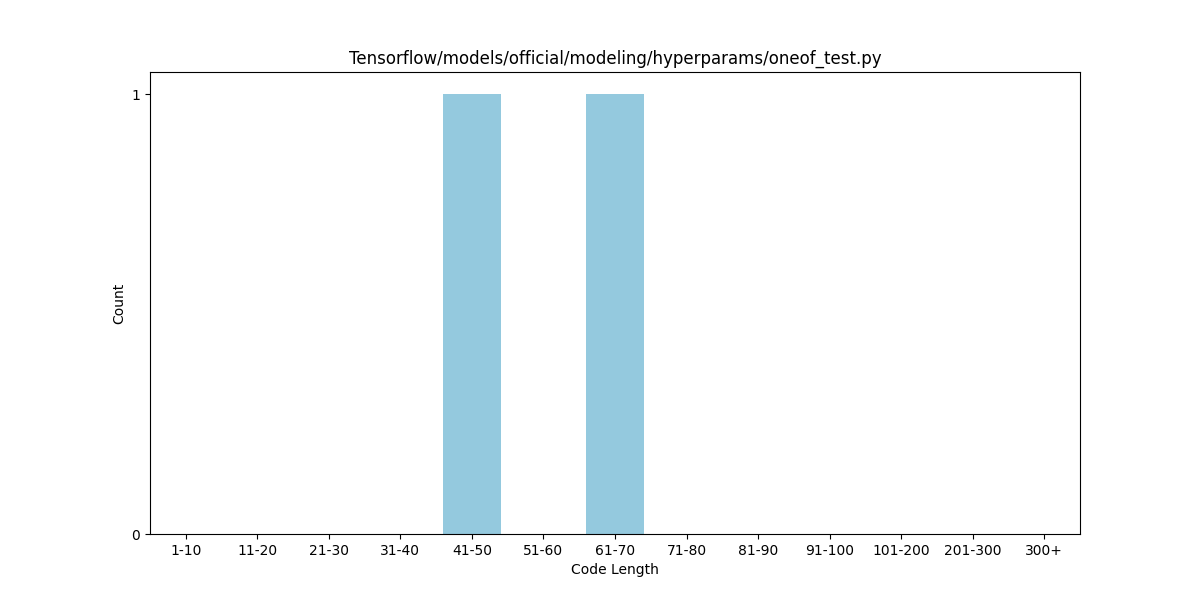 Tensorflow/models/official/modeling/hyperparams/oneof_test.py
Count
1
0
1-10 11-20 21-30 31-40 41-50 51-60 61-70 71-80 81-90 91-100 101-200 201-300 300+
Code Length